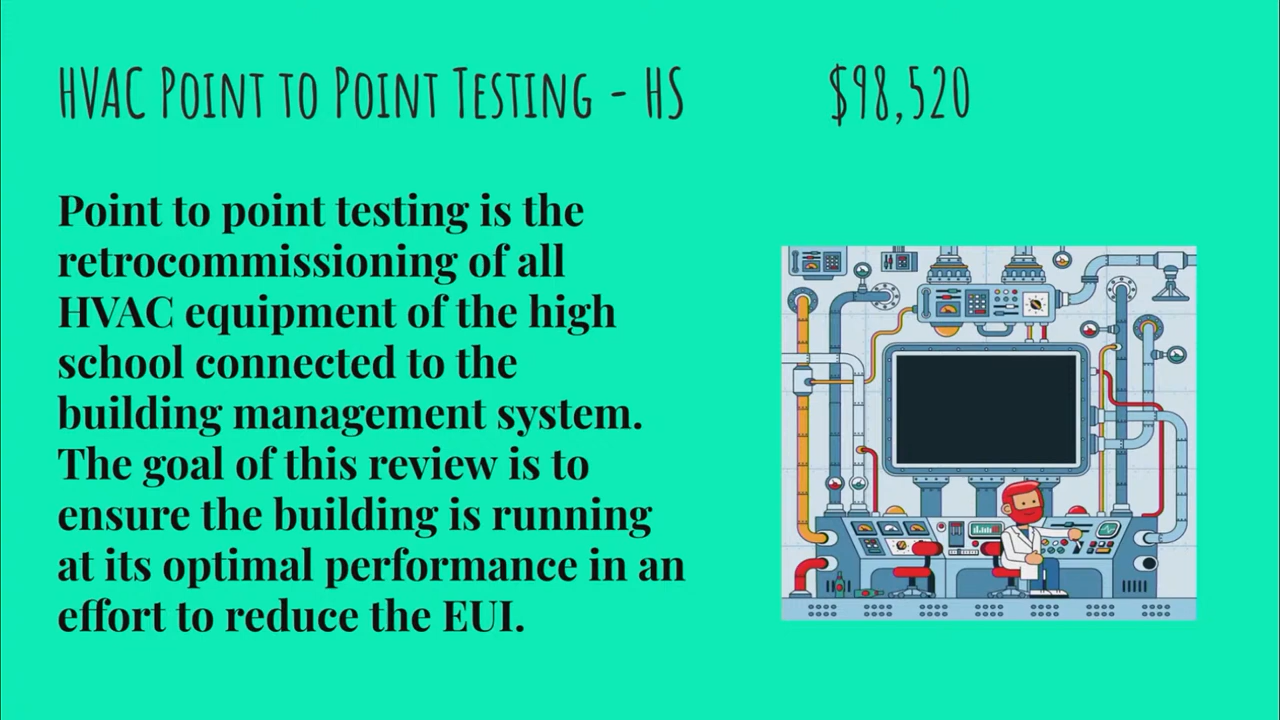 HVAC Point to Point Testing - HS $98,520
Point to point testing is the
retrocommissioning of all
HVAC equipment of the high
school connected to the
building management system.
The goal of this review is to
ensure the building is running
at its optimal performance in an
effort to reduce the EUI.